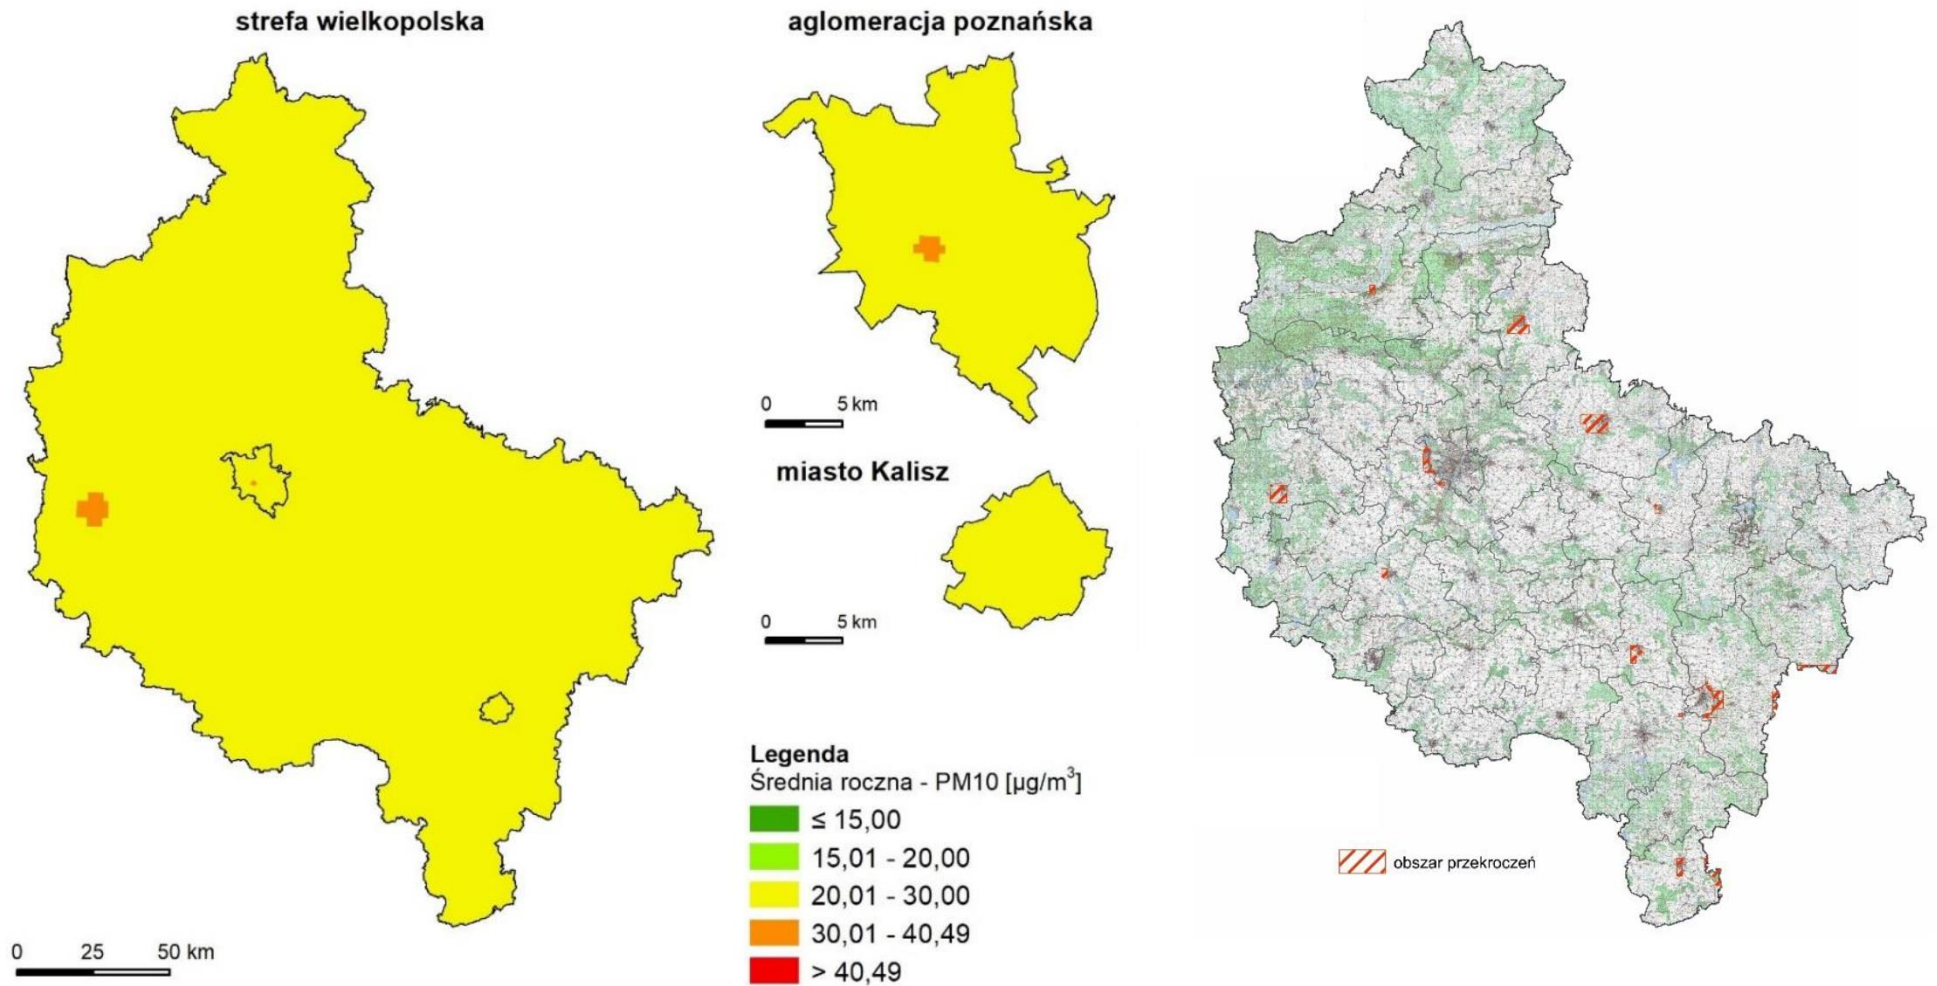 strefa wielkopolska
aglomeracja poznańska
0 5 km
miasto Kalisz
0 5 km
Legenda
Średnia roczna - PM10 [µg/m³]
≤ 15,00
15,01 - 20,00
20,01 - 30,00
30,01 - 40,49
> 40,49
0 25 50 km
obszar przekroczeń